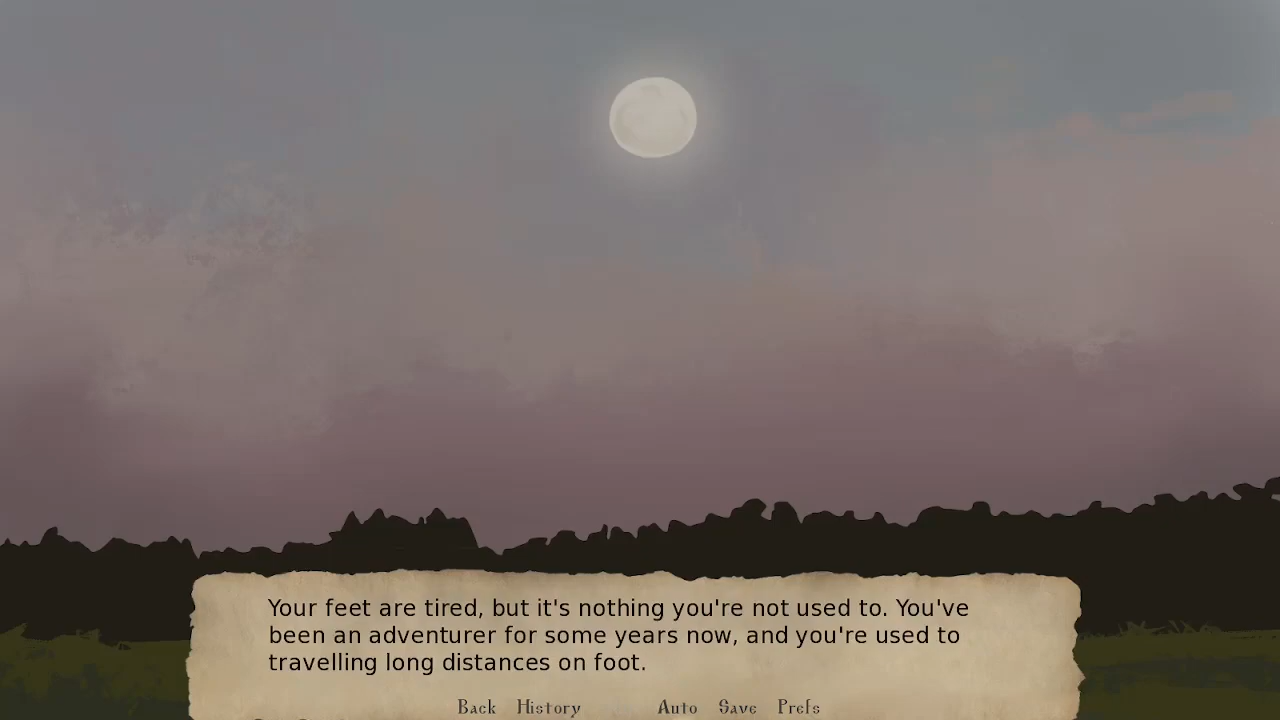 Your feet are tired, but it's nothing you're not used to. You've
been an adventurer for some years now, and you're used to
travelling long distances on foot.
Back History Auto Save Prefs